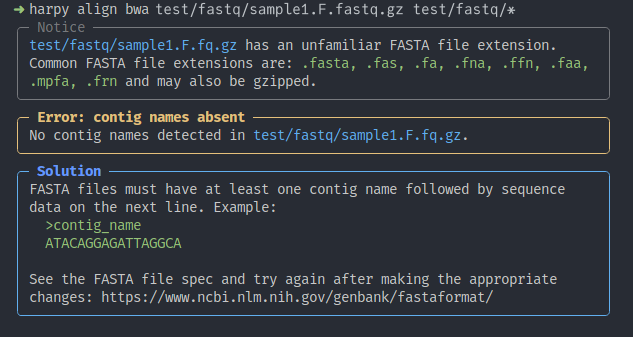 ➜ harpy align bwa test/fastq/sample1.F.fastq.gz test/fastq/*
Notice
test/fastq/sample1.F.fq.gz has an unfamiliar FASTA file extension.
Common FASTA file extensions are: .fasta, .fas, .fa, .fna, .ffn, .faa,
.mpfa, .frn and may also be gzipped.
Error: contig names absent
No contig names detected in test/fastq/sample1.F.fq.gz.
Solution
FASTA files must have at least one contig name followed by sequence
data on the next line. Example:
>contig_name
ATACAGGAGATTAGGCA
See the FASTA file spec and try again after making the appropriate
changes: https://www.ncbi.nlm.nih.gov/genbank/fastaformat/